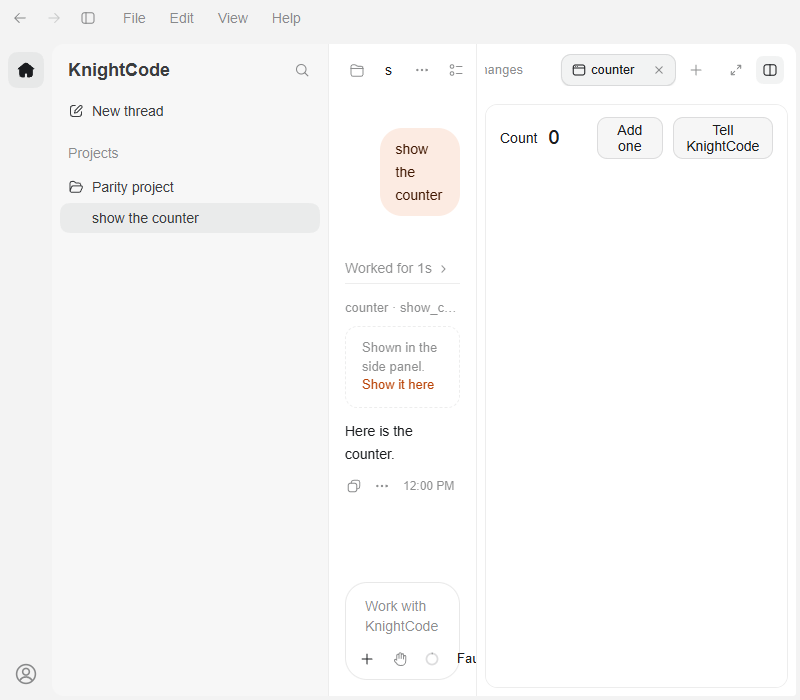 File Edit View Help
KnightCode
New thread
Projects
Parity project
show the counter
s
show
the
counter
Worked for 1s
counter · show_c...
Shown in the
side panel.
Show it here
Here is the
counter.
12:00 PM
Work with
KnightCode
Fau
hanges
counter
Count 0
Add
one
Tell
KnightCode